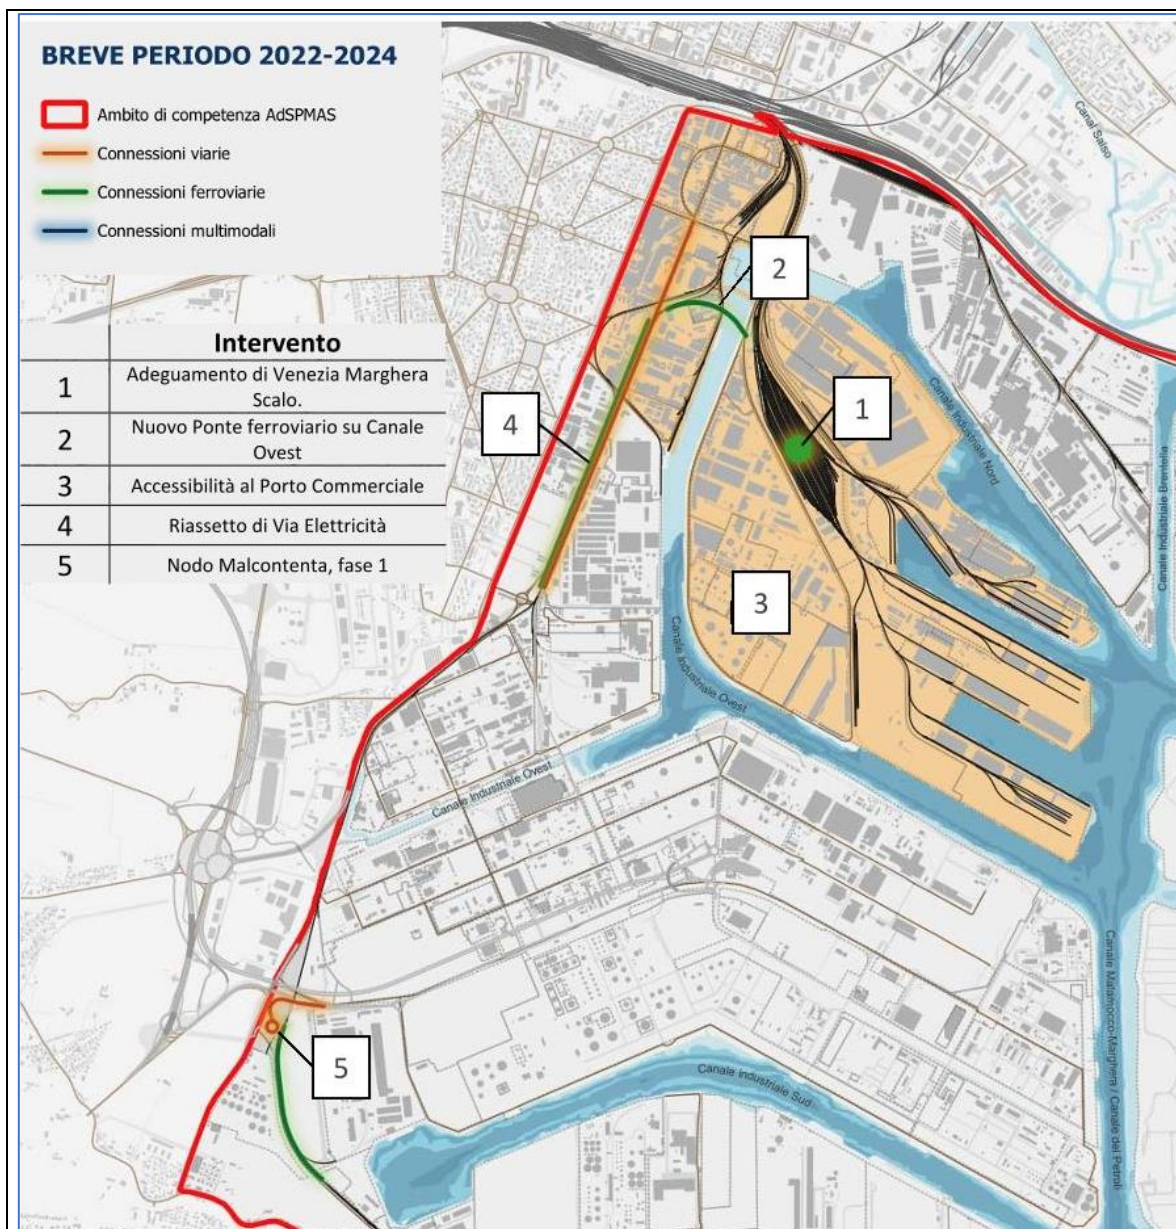 BREVE PERIODO 2022-2024
Ambito di competenza AdSPMAS
Connessioni viarie
Connessioni ferroviarie
Connessioni multimodali
Intervento
1 Adeguamento di Venezia Marghera
Scalo.
2 Nuovo Ponte ferroviario su Canale
Ovest
3 Accessibilità al Porto Commerciale
4 Riassetto di Via Elettricità
5 Nodo Malcontenta, fase 1
Canal Salso
2
1
4
3
5
Canale Industriale Nord
Canale Industriale Brentella
Canale Industriale Ovest
Canale Industriale Ovest
Canale Industriale Sud
Canale Malamocco-Marghera / Canale dei Petroli